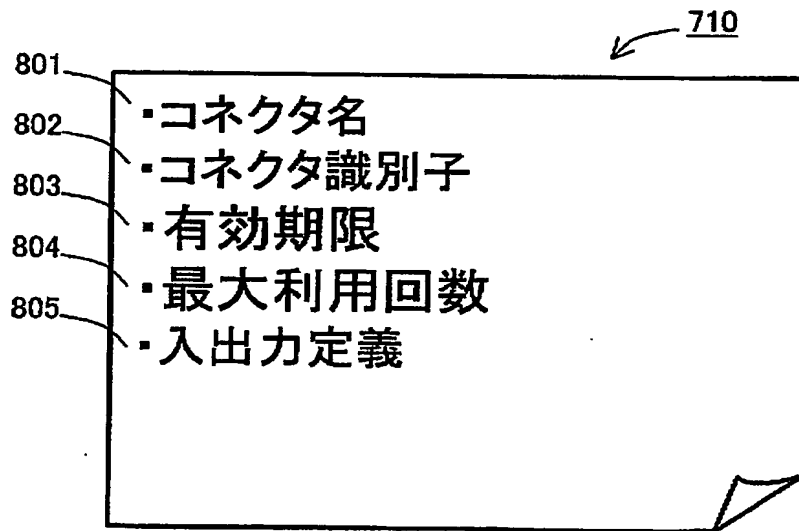 710
801 ・コネクタ名
802 ・コネクタ識別子
803 ・有効期限
804 ・最大利用回数
805 ・入出力定義